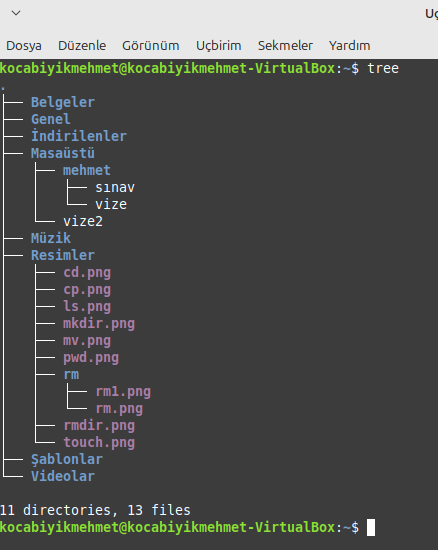 Uç
Dosya Düzenle Görünüm Uçbirim Sekmeler Yardım
kocabiyikmehmet@kocabiyikmehmet-VirtualBox:~$ tree
.
├── Belgeler
├── Genel
├── İndirilenler
├── Masaüstü
│   ├── mehmet
│   │   ├── sınav
│   │   └── vize
│   └── vize2
├── Müzik
├── Resimler
│   ├── cd.png
│   ├── cp.png
│   ├── ls.png
│   ├── mkdir.png
│   ├── mv.png
│   ├── pwd.png
│   ├── rm
│   │   ├── rm1.png
│   │   └── rm.png
│   ├── rmdir.png
│   └── touch.png
├── Şablonlar
└── Videolar
11 directories, 13 files
kocabiyikmehmet@kocabiyikmehmet-VirtualBox:~$